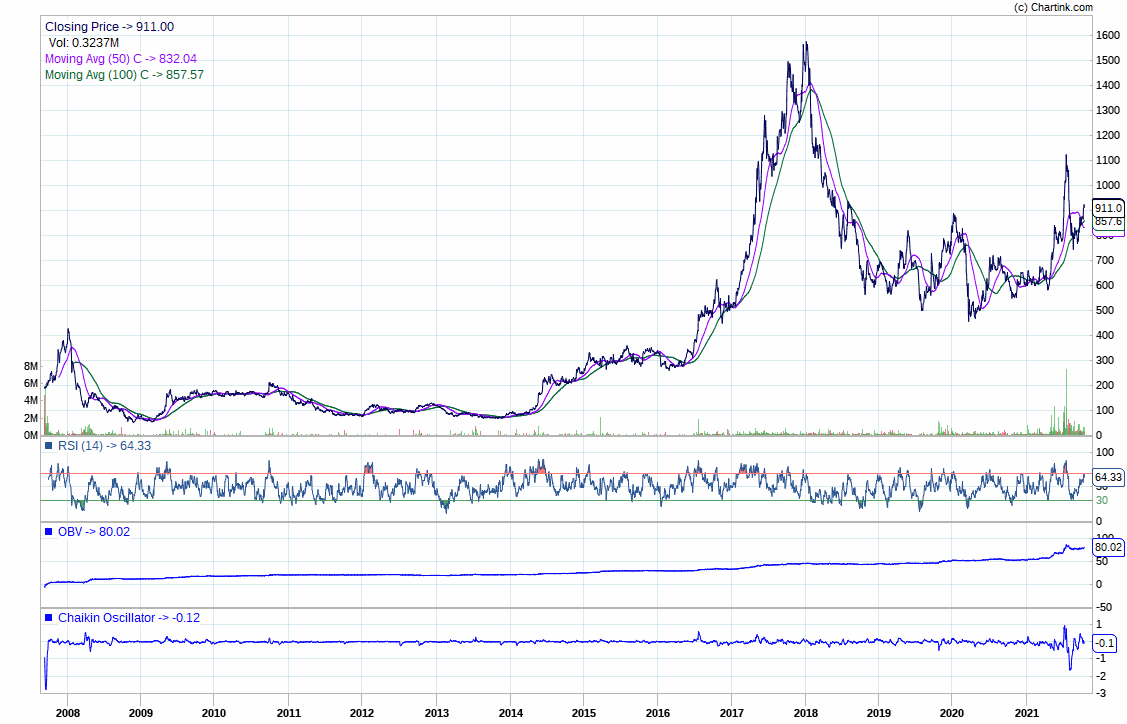 (c) Chartink.com
Closing Price -> 911.00
Vol: 0.3237M
Moving Avg (50) C -> 832.04
Moving Avg (100) C -> 857.57
1600
1500
1400
1300
1200
1100
1000
911.0
857.6
800
700
600
500
400
300
200
100
0
8M
6M
4M
2M
0M
RSI (14) -> 64.33
100
64.33
50
30
0
OBV -> 80.02
100
80.02
50
0
-50
Chaikin Oscillator -> -0.12
1
-0.1
-1
-2
-3
2008 2009 2010 2011 2012 2013 2014 2015 2016 2017 2018 2019 2020 2021